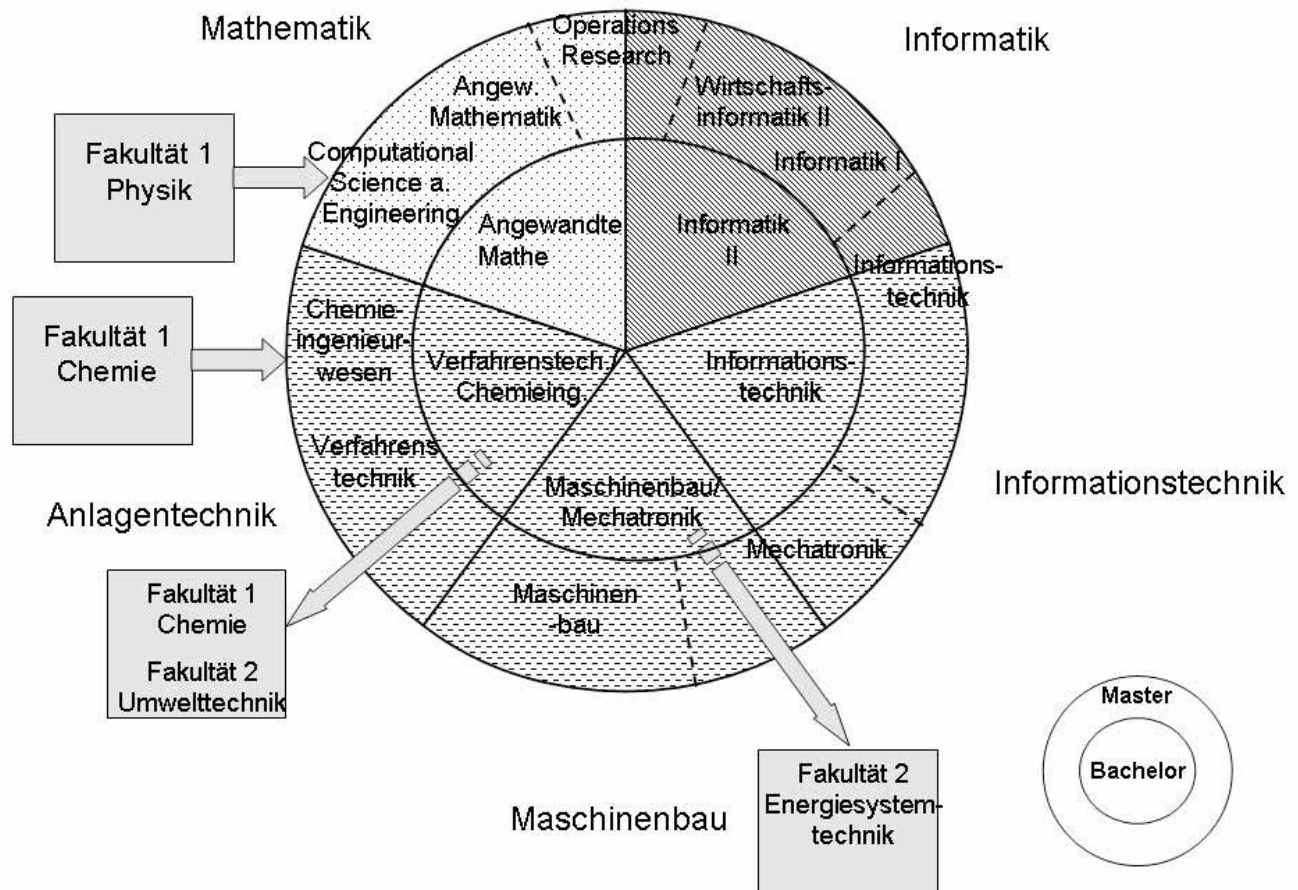 Mathematik
Operations
Research
Informatik
Angew.
Mathematik
Wirtschafts-
informatik II
Fakultät 1
Physik
Computational
Science a.
Engineering
Informatik I
Angewandte
Mathe
Informatik
II
Informations-
technik
Fakultät 1
Chemie
Chemie-
ingenieur-
wesen
Verfahrenstech./
Chemieing.
Informations-
technik
Verfahrens
technik
Anlagentechnik
Maschinenbau/
Mechatronik
Informationstechnik
Mechatronik
Fakultät 1
Chemie
Fakultät 2
Umwelttechnik
Maschinen
-bau
Master
Bachelor
Fakultät 2
Energiesystem-
technik
Maschinenbau